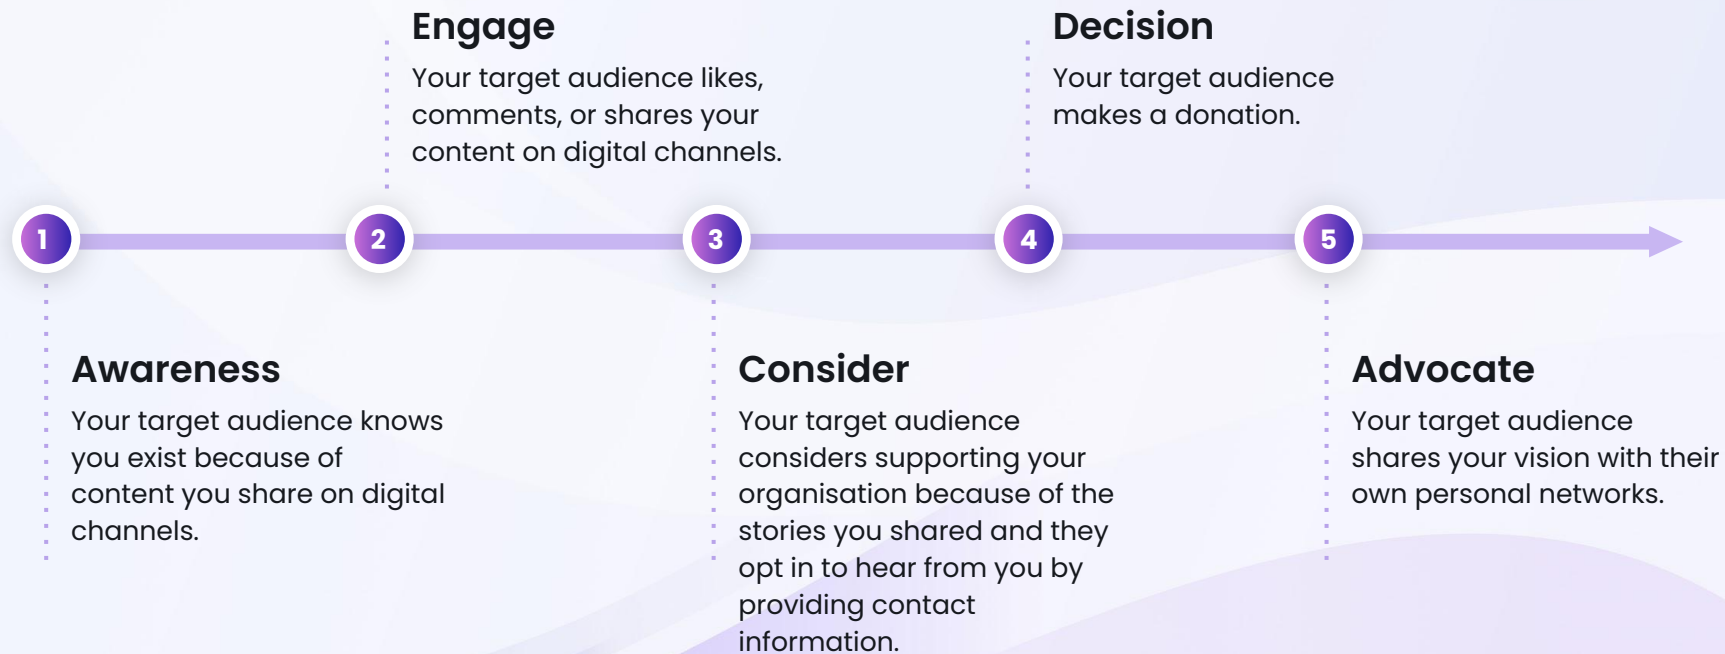 1
Awareness
Your target audience knows
you exist because of
content you share on digital
channels.
2
Engage
Your target audience likes,
comments, or shares your
content on digital channels.
3
Consider
Your target audience
considers supporting your
organisation because of the
stories you shared and they
opt in to hear from you by
providing contact
information.
4
Decision
Your target audience
makes a donation.
5
Advocate
Your target audience
shares your vision with their
own personal networks.